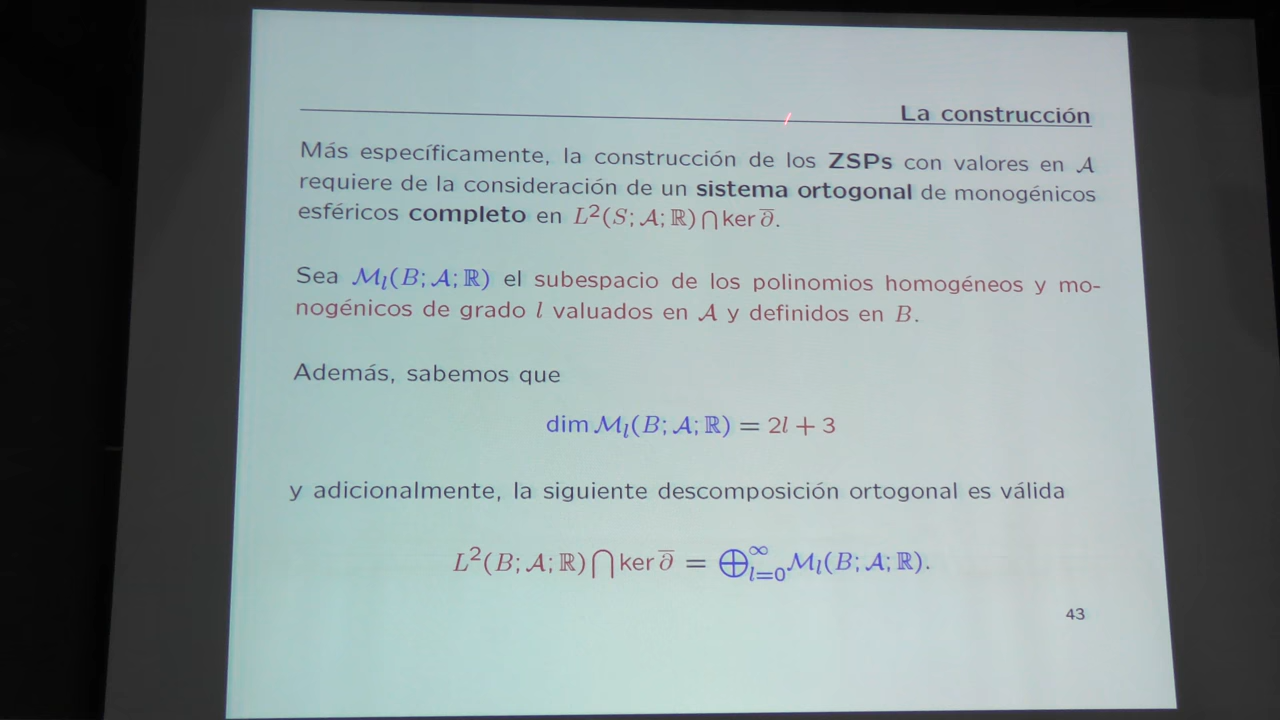 La construcción
Más específicamente, la construcción de los ZSPs con valores en 𝒜
requiere de la consideración de un sistema ortogonal de monogénicos
esféricos completo en L²(S; 𝒜; ℝ) ⋂ ker ∂̅.
Sea ℳ_l(B; 𝒜; ℝ) el subespacio de los polinomios homogéneos y mo-
nogénicos de grado l valuados en 𝒜 y definidos en B.
Además, sabemos que
dim ℳ_l(B; 𝒜; ℝ) = 2l + 3
y adicionalmente, la siguiente descomposición ortogonal es válida
L²(B; 𝒜; ℝ) ⋂ ker ∂̅ = ⊕_{l=0}^{∞} ℳ_l(B; 𝒜; ℝ).
43